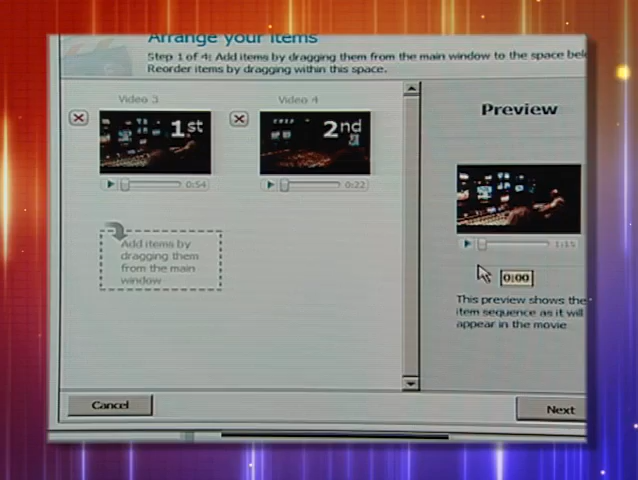 Arrange your items
Step 1 of 4: Add items by dragging them from the main window to the space
Reorder items by dragging within this space.
Video 3
Video 4
Preview
1st
2nd
0:54
0:22
Add items by
dragging them
from the main
window
0:00
This preview shows the
item sequence as it will
appear in the movie
Cancel
Next